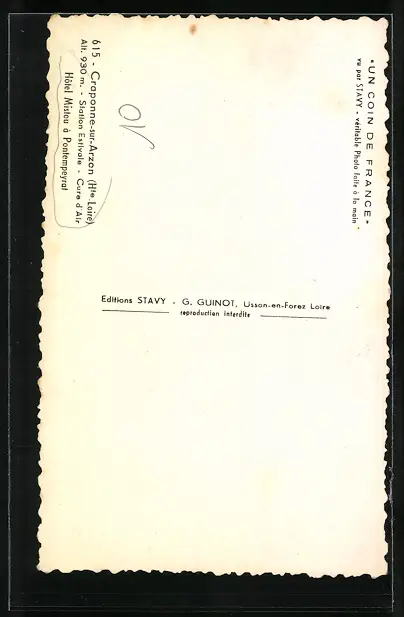 615 - Craponne-sur-Arzon (Hte-Loire)
Alt. 930 m. - Station Estivale - Cure d'Air
Hôtel Mistou à Pontempeyrat
"UN COIN DE FRANCE"
vu par STAVY - véritable Photo faite à la main
Editions STAVY - G. GUINOT, Usson-en-Forez Loire
reproduction interdite